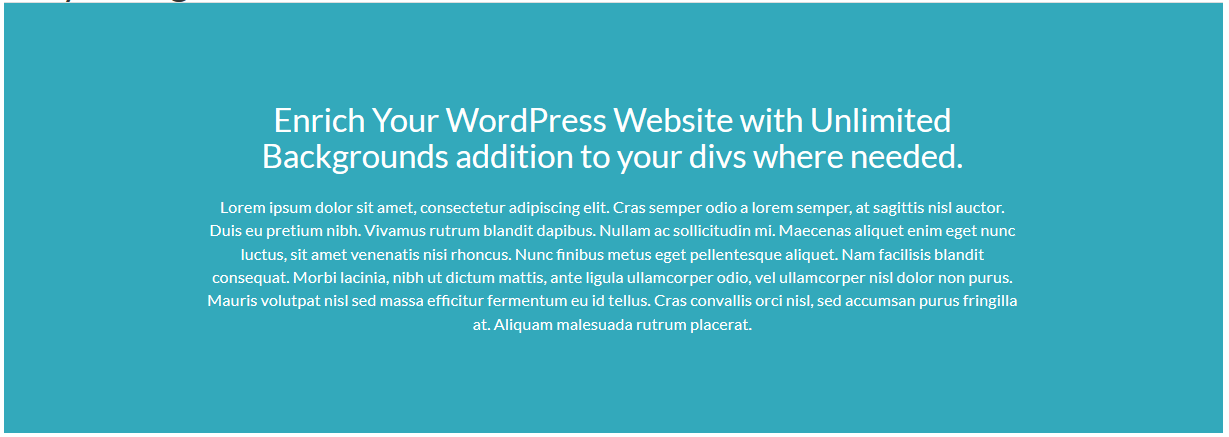 Enrich Your WordPress Website with Unlimited
Backgrounds addition to your divs where needed.
Lorem ipsum dolor sit amet, consectetur adipiscing elit. Cras semper odio a lorem semper, at sagittis nisl auctor.
Duis eu pretium nibh. Vivamus rutrum blandit dapibus. Nullam ac sollicitudin mi. Maecenas aliquet enim eget nunc
luctus, sit amet venenatis nisi rhoncus. Nunc finibus metus eget pellentesque aliquet. Nam facilisis blandit
consequat. Morbi lacinia, nibh ut dictum mattis, ante ligula ullamcorper odio, vel ullamcorper nisl dolor non purus.
Mauris volutpat nisl sed massa efficitur fermentum eu id tellus. Cras convallis orci nisl, sed accumsan purus fringilla
at. Aliquam malesuada rutrum placerat.